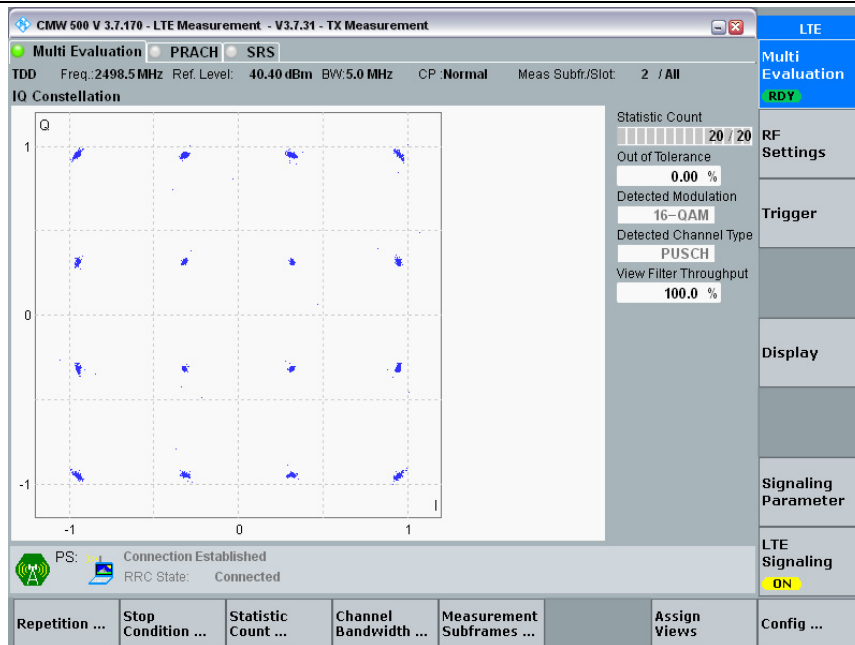 CMW 500 V 3.7.170 - LTE Measurement - V3.7.31 - TX Measurement
LTE
Multi Evaluation PRACH SRS
TDD Freq.:2498.5 MHz Ref. Level: 40.40 dBm BW:5.0 MHz CP :Normal Meas Subfr./Slot: 2 / All
IQ Constellation
Multi
Evaluation
RDY
Q
1
0
-1
-1 0 1
I
Statistic Count
20 / 20
Out of Tolerance
0.00 %
Detected Modulation
16-QAM
Detected Channel Type
PUSCH
View Filter Throughput
100.0 %
RF
Settings
Trigger
Display
Signaling
Parameter
LTE
Signaling
ON
PS: Connection Established
RRC State: Connected
Repetition ...
Stop
Condition ...
Statistic
Count ...
Channel
Bandwidth ...
Measurement
Subframes ...
Assign
Views
Config ...